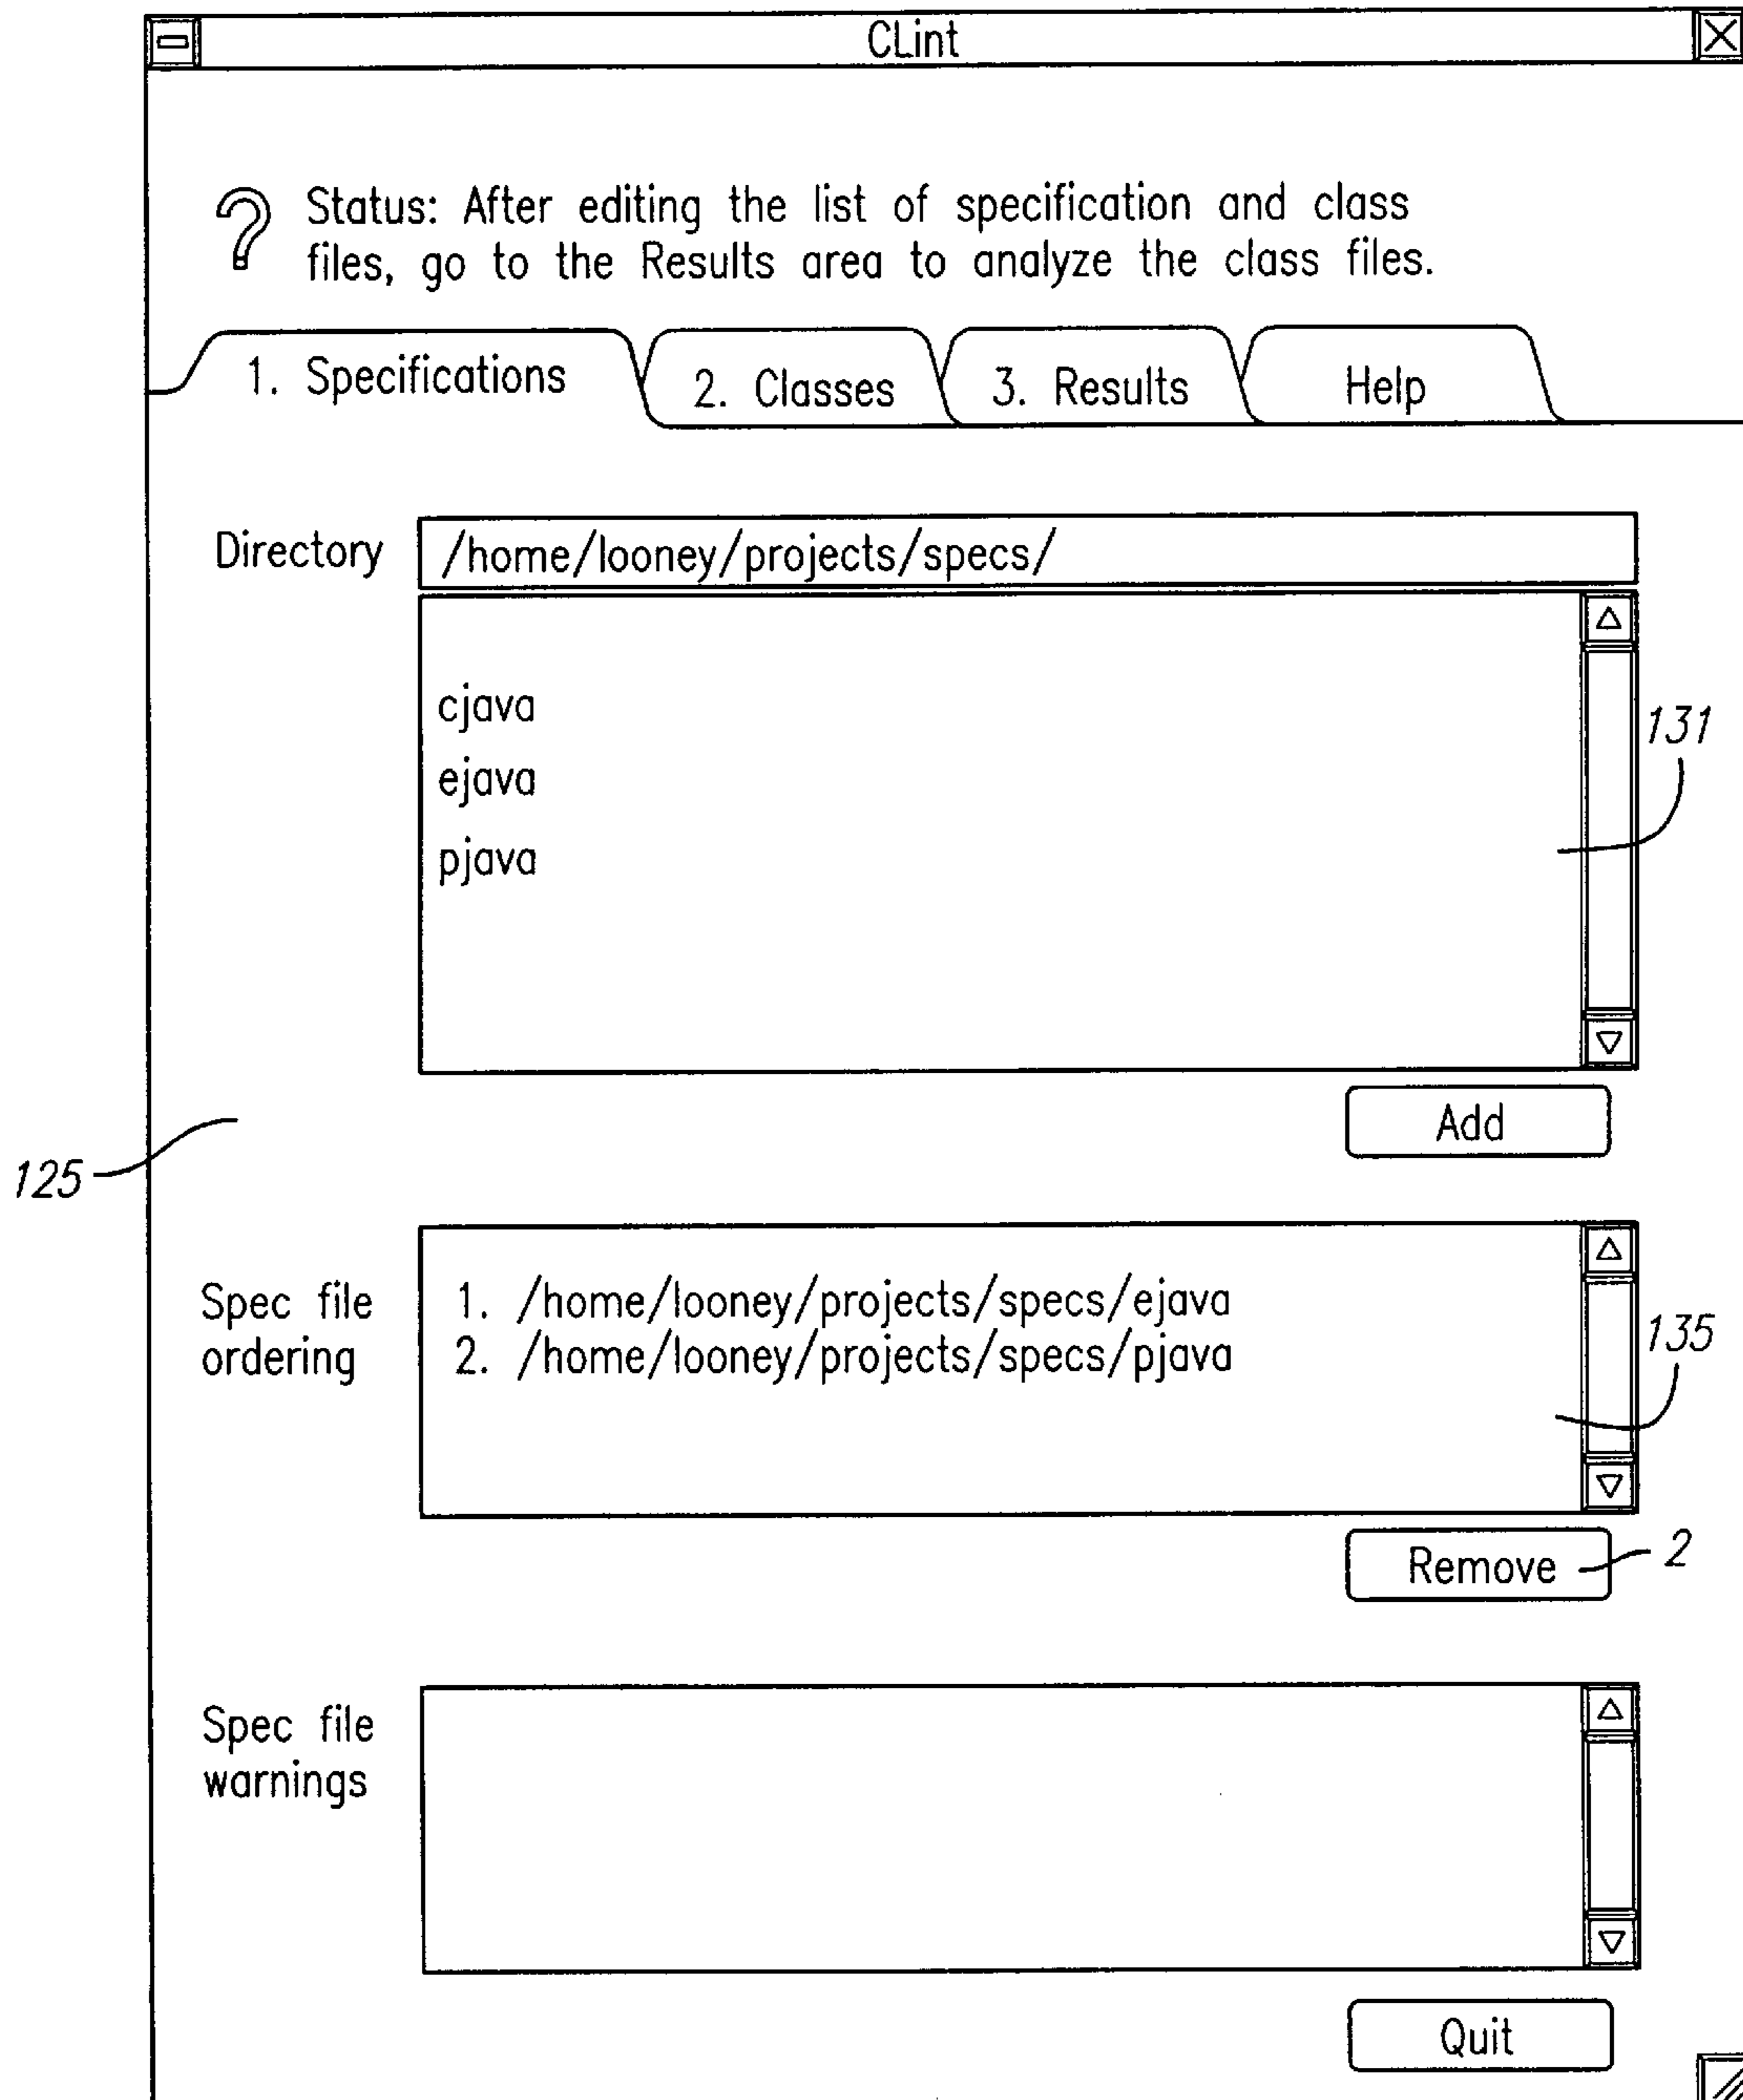 CLint
Status: After editing the list of specification and class
files, go to the Results area to analyze the class files.
1. Specifications
2. Classes
3. Results
Help
Directory
/home/looney/projects/specs/
cjava
ejava
pjava
131
Add
125
Spec file
ordering
1. /home/looney/projects/specs/ejava
2. /home/looney/projects/specs/pjava
135
Remove
2
Spec file
warnings
Quit